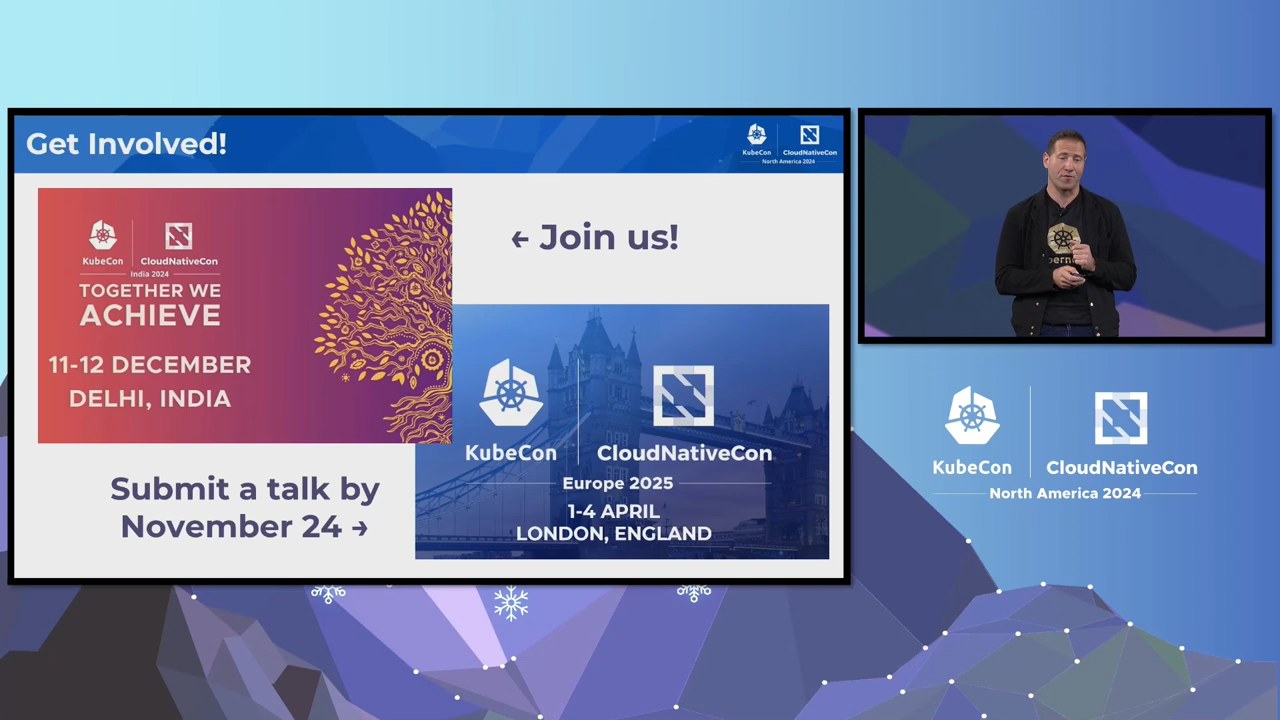 Get Involved!
KubeCon
CloudNativeCon
North America 2024
KubeCon
CloudNativeCon
India 2024
TOGETHER WE
ACHIEVE
11-12 DECEMBER
DELHI, INDIA
← Join us!
Submit a talk by
November 24 →
KubeCon
CloudNativeCon
Europe 2025
1-4 APRIL
LONDON, ENGLAND
KubeCon
CloudNativeCon
North America 2024